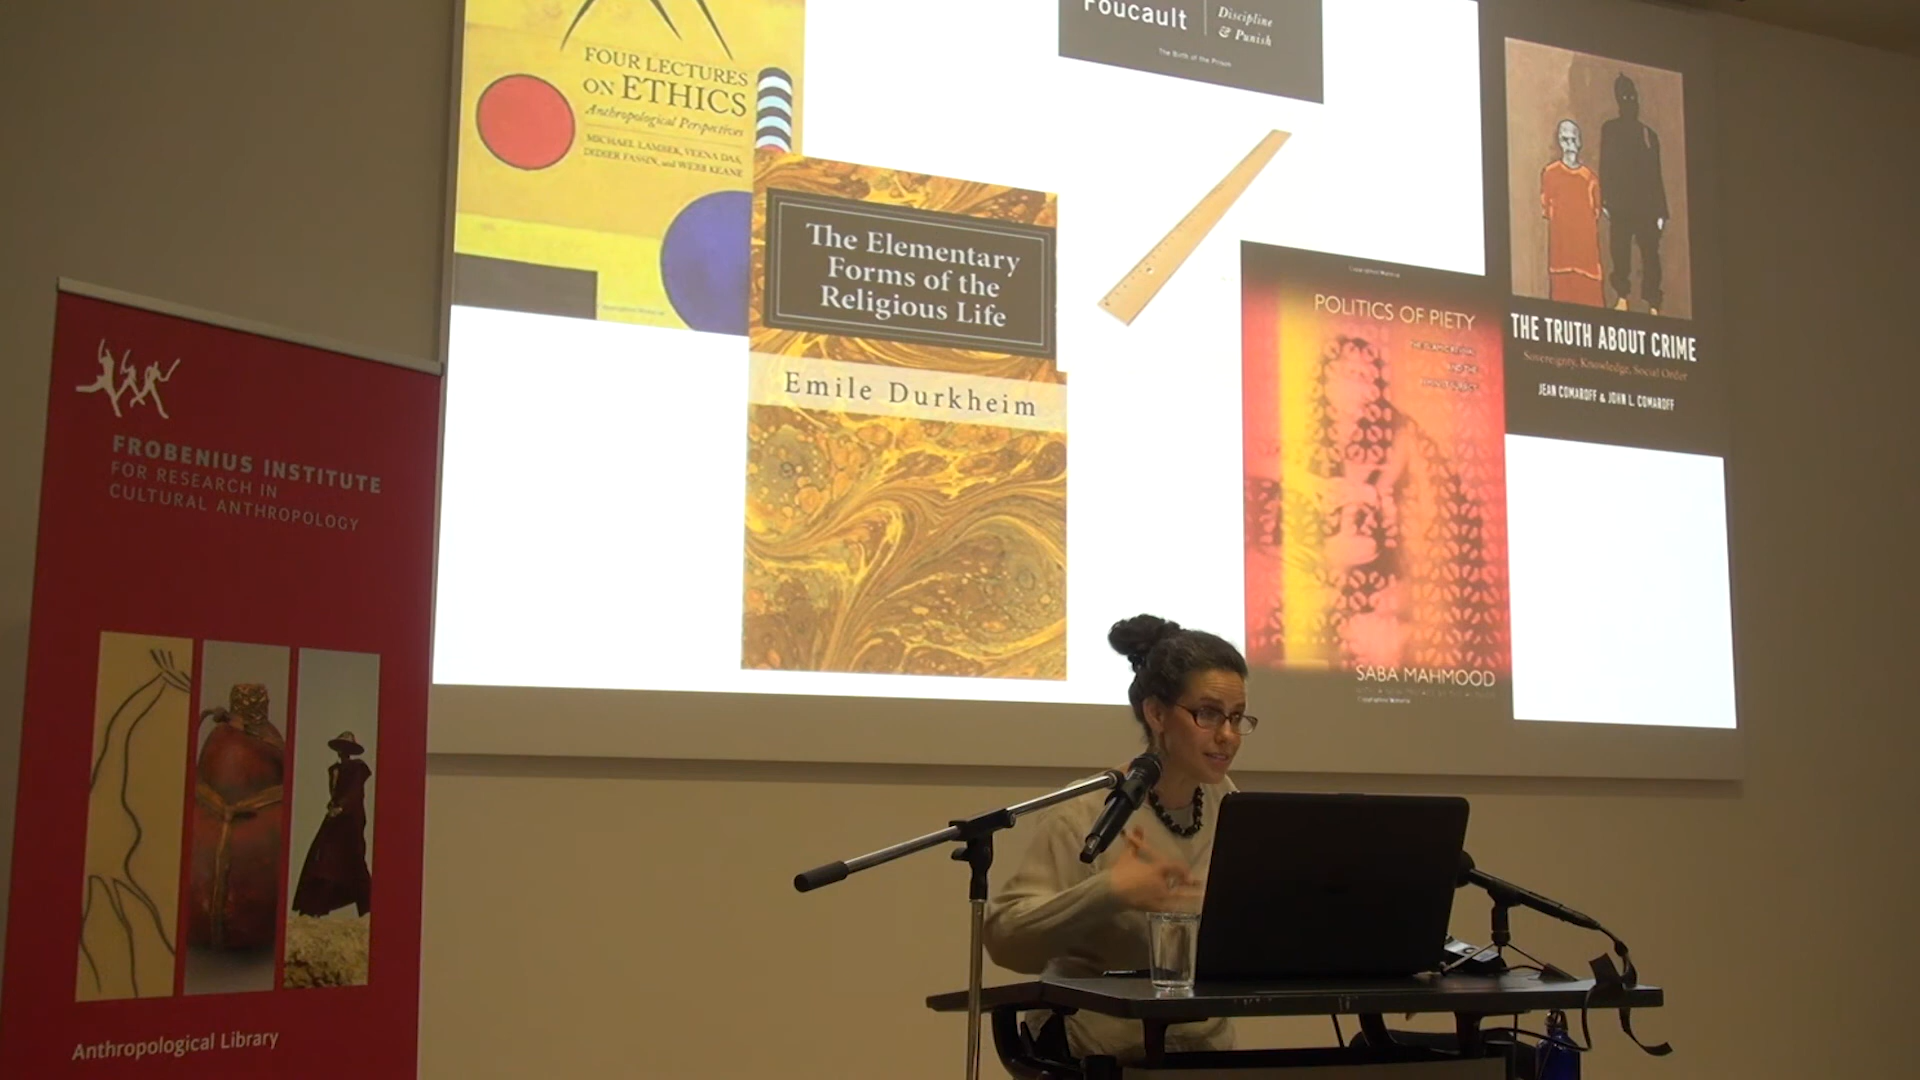 FOUR LECTURES
ON ETHICS
Anthropological Perspectives
MICHAEL LAMBEK, VEENA DAS,
DIDIER FASSIN, and WEBB KEANE
The Elementary
Forms of the
Religious Life
Emile Durkheim
Foucault
Discipline
& Punish
The Birth of the Prison
POLITICS OF PIETY
SABA MAHMOOD
THE TRUTH ABOUT CRIME
Sovereignty, Knowledge, Social Order
JEAN COMAROFF & JOHN L. COMAROFF
FROBENIUS INSTITUTE
FOR RESEARCH IN
CULTURAL ANTHROPOLOGY
Anthropological Library